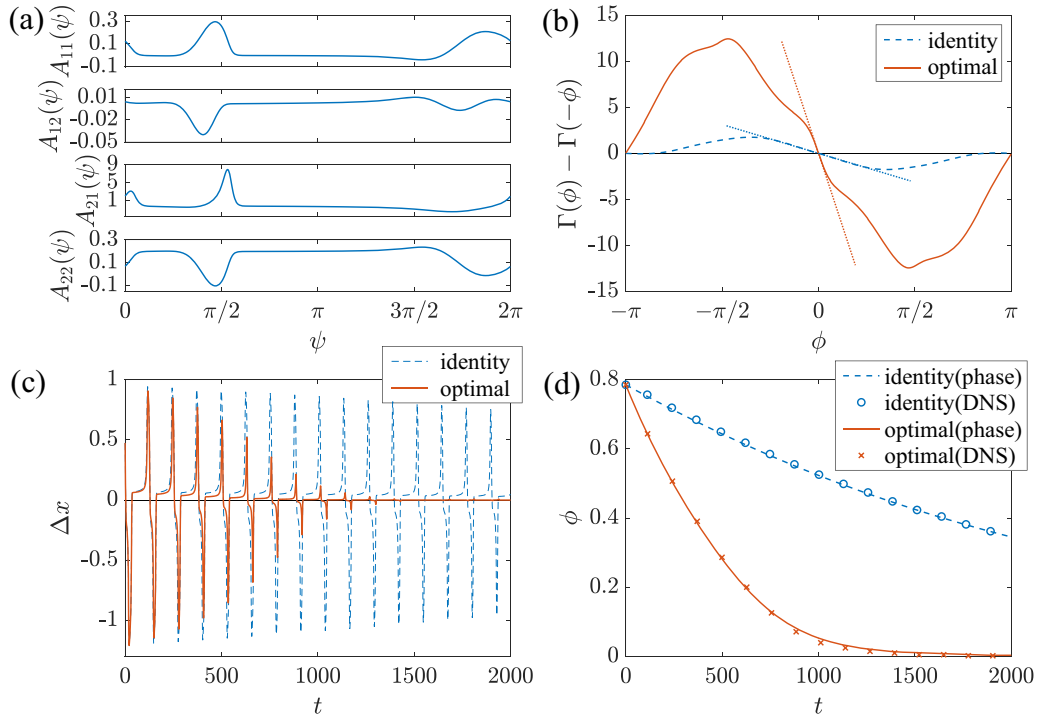 (a)
A₁₁(ψ)
0.3
0.1
-0.1
A₁₂(ψ)
0.01
-0.02
-0.05
A₂₁(ψ)
9
5
1
A₂₂(ψ)
0.3
0.1
-0.1
0 π/2 π 3π/2 2π
ψ
(b)
Γ(ϕ) − Γ(−ϕ)
15
10
5
0
-5
-10
-15
−π −π/2 0 π/2 π
ϕ
identity
optimal
(c)
identity
optimal
Δx
1
0.5
0
-0.5
-1
0 500 1000 1500 2000
t
(d)
identity(phase)
identity(DNS)
optimal(phase)
optimal(DNS)
ϕ
0.8
0.6
0.4
0.2
0
0 500 1000 1500 2000
t